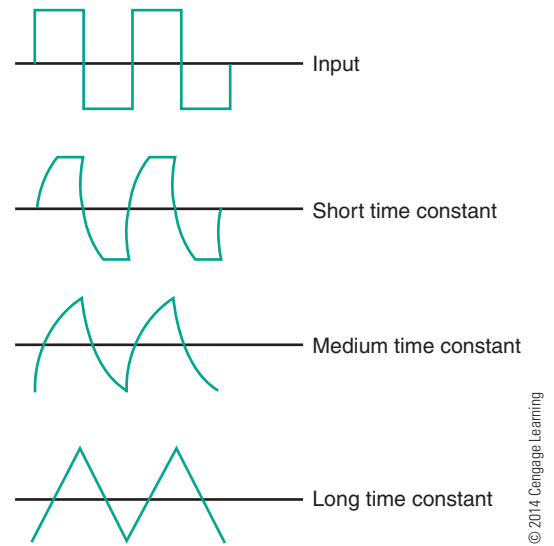 Input
Short time constant
Medium time constant
Long time constant
© 2014 Cengage Learning